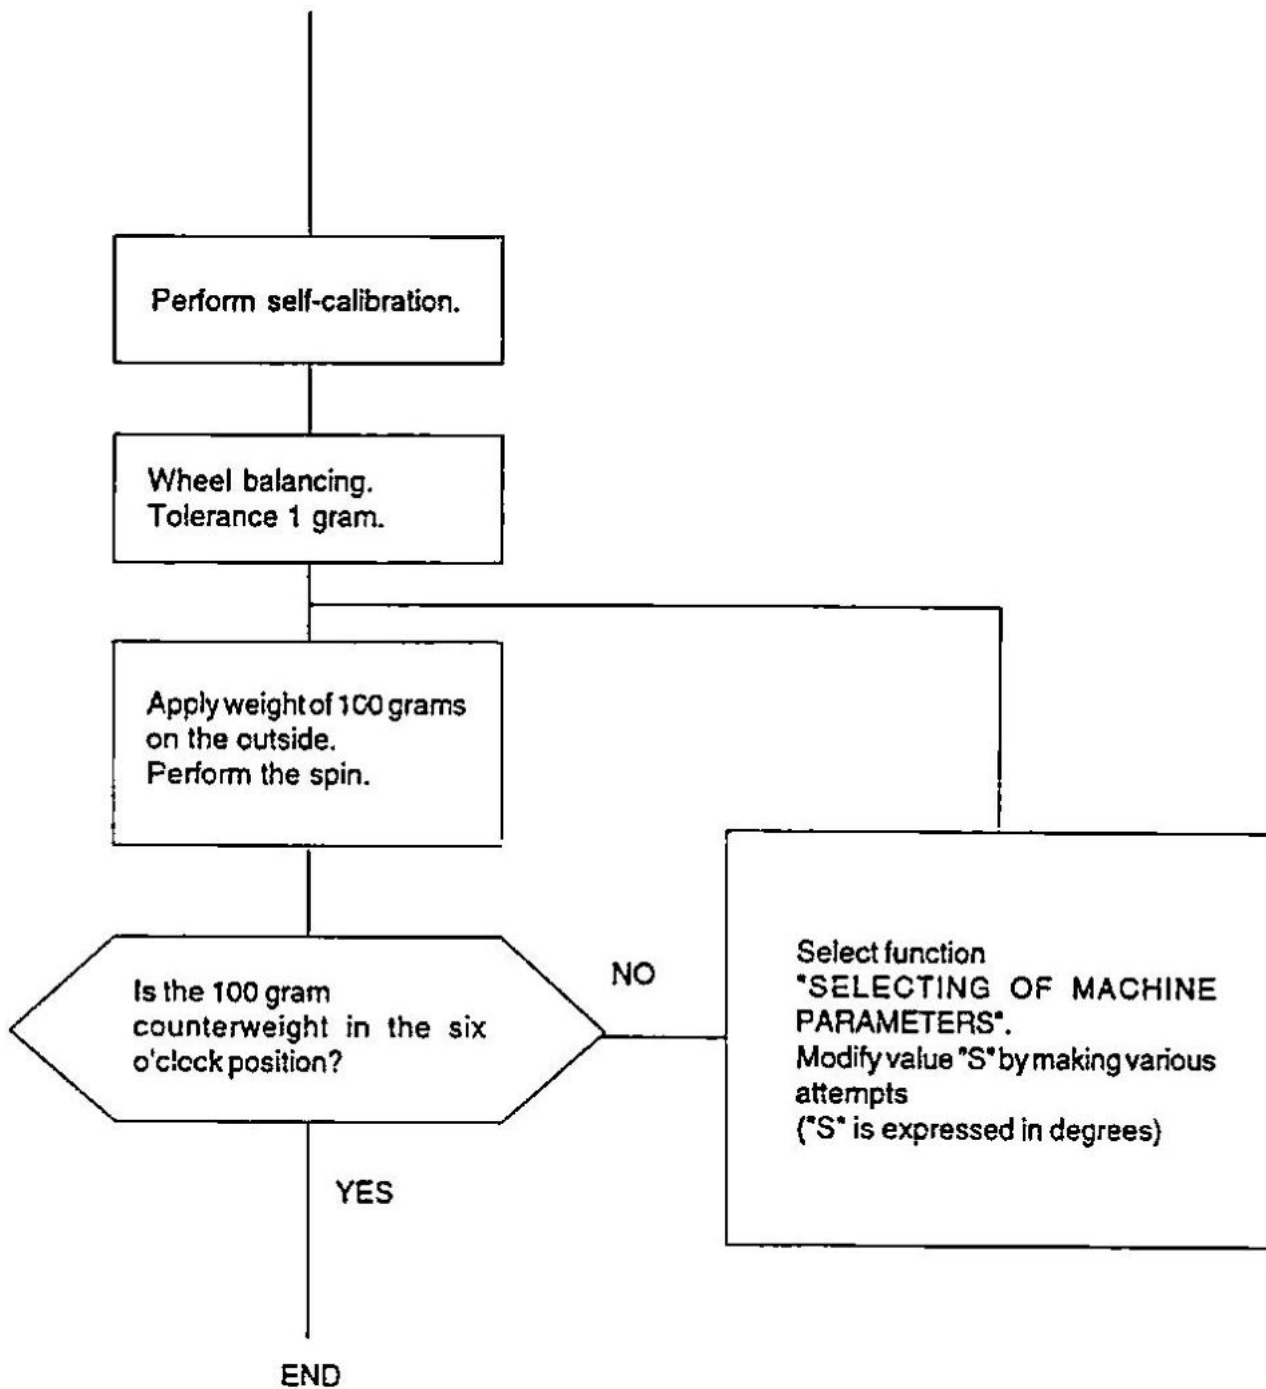 Perform self-calibration.
Wheel balancing.
Tolerance 1 gram.
Apply weight of 100 grams
on the outside.
Perform the spin.
Is the 100 gram
counterweight in the six
o'clock position?
NO
Select function
"SELECTING OF MACHINE
PARAMETERS".
Modify value "S" by making various
attempts
("S" is expressed in degrees)
YES
END